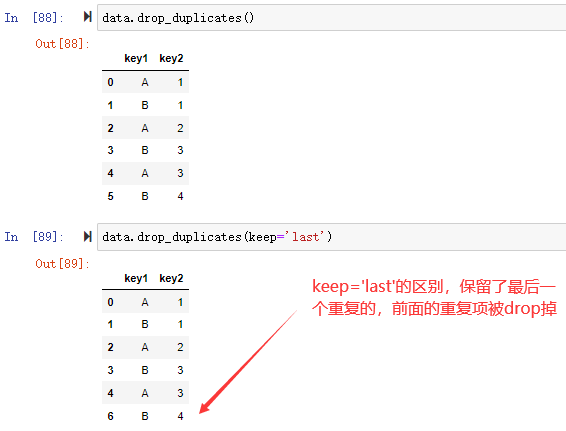 In [88]: data.drop_duplicates()
Out[88]:
key1 key2
0 A 1
1 B 1
2 A 2
3 B 3
4 A 3
5 B 4
In [89]: data.drop_duplicates(keep='last')
Out[89]:
key1 key2
0 A 1
1 B 1
2 A 2
3 B 3
4 A 3
6 B 4
keep='last'的区别，保留了最后一
个重复的，前面的重复项被drop掉